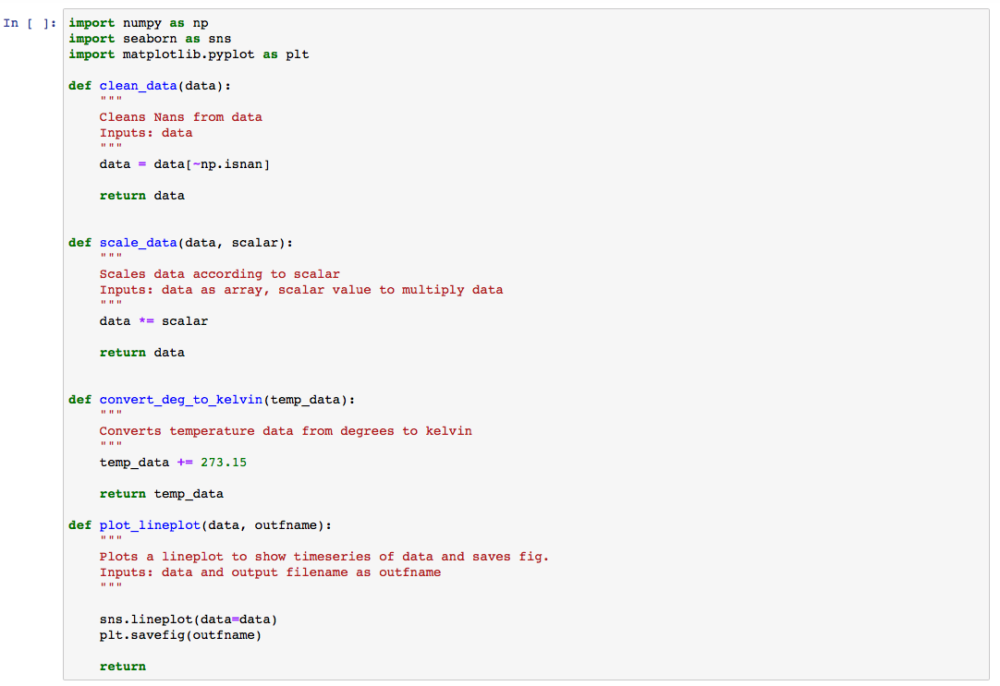 In [ ]:
import numpy as np
import seaborn as sns
import matplotlib.pyplot as plt
def clean_data(data):
"""
Cleans Nans from data
Inputs: data
"""
data = data[~np.isnan]
return data
def scale_data(data, scalar):
"""
Scales data according to scalar
Inputs: data as array, scalar value to multiply data
"""
data *= scalar
return data
def convert_deg_to_kelvin(temp_data):
"""
Converts temperature data from degrees to kelvin
"""
temp_data += 273.15
return temp_data
def plot_lineplot(data, outfname):
"""
Plots a lineplot to show timeseries of data and saves fig.
Inputs: data and output filename as outfname
"""
sns.lineplot(data=data)
plt.savefig(outfname)
return